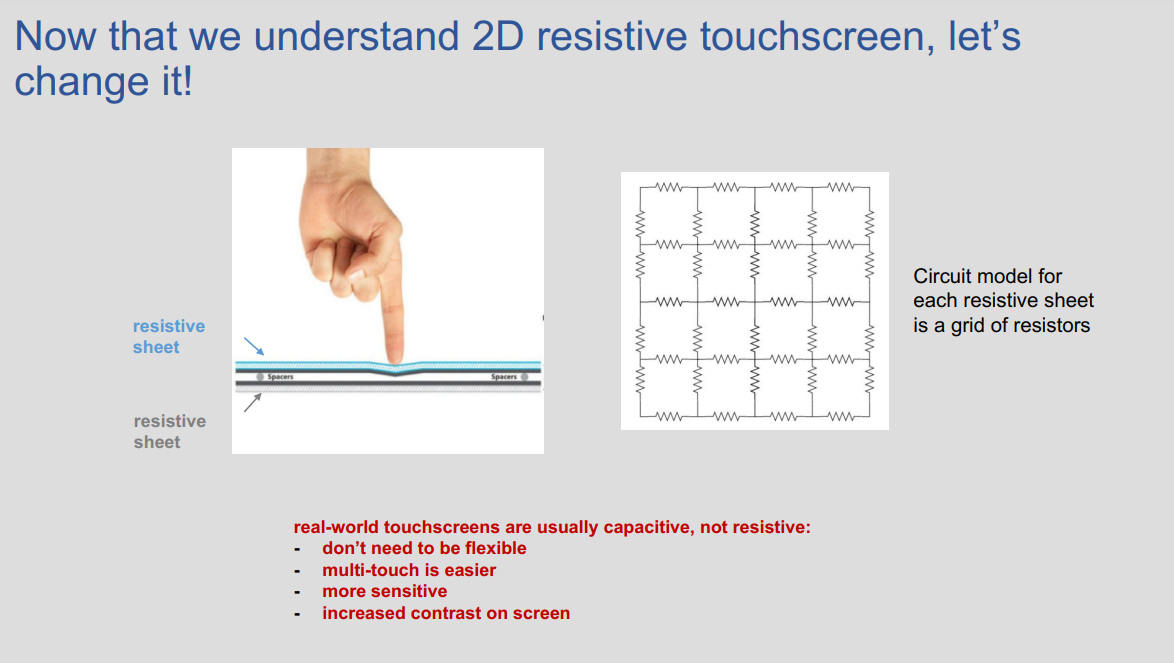 Now that we understand 2D resistive touchscreen, let's
change it!
resistive
sheet
Spacers
Spacers
resistive
sheet
Circuit model for
each resistive sheet
is a grid of resistors
real-world touchscreens are usually capacitive, not resistive:
- don't need to be flexible
- multi-touch is easier
- more sensitive
- increased contrast on screen